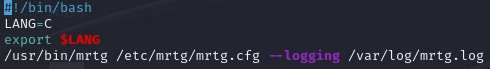 #!/bin/bash
LANG=C
export $LANG
/usr/bin/mrtg /etc/mrtg/mrtg.cfg --logging /var/log/mrtg.log